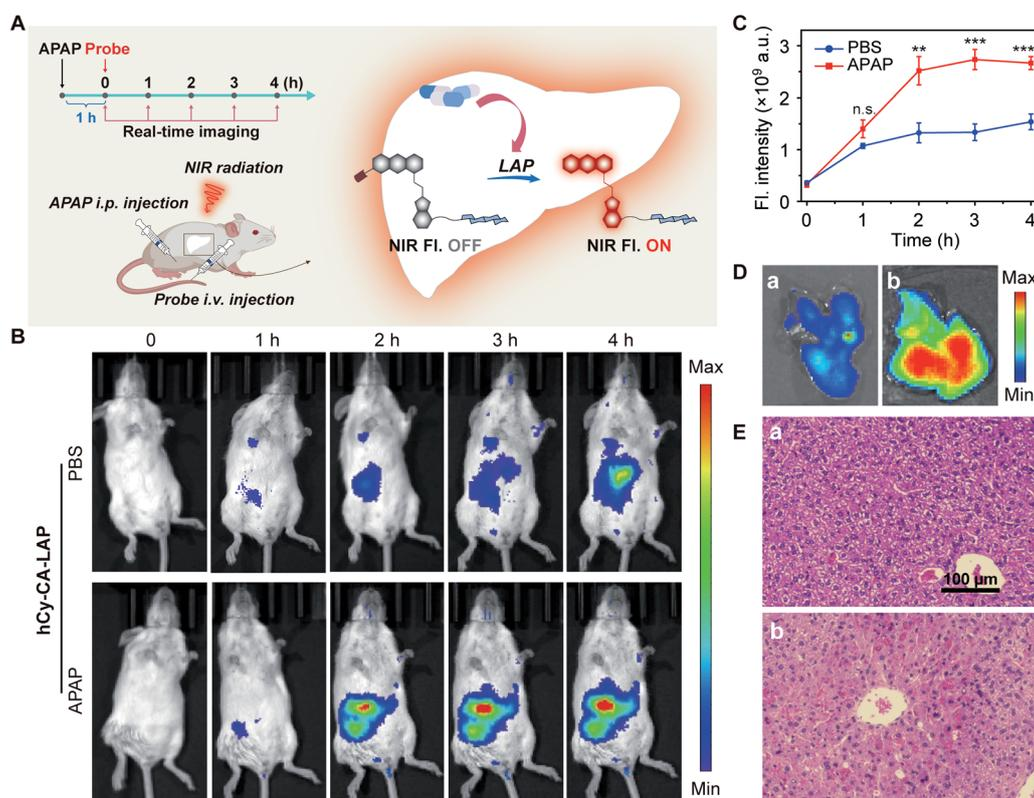 A
APAP Probe
0 1 2 3 4 (h)
1 h
Real-time imaging
NIR radiation
APAP i.p. injection
Probe i.v. injection
LAP
NIR Fl. OFF
NIR Fl. ON
B
0 1 h 2 h 3 h 4 h
hCy-CA-LAP
PBS
APAP
Max
Min
C
Fl. intensity (×10⁹ a.u.)
3
2
1
0
PBS
APAP
n.s.
**
***
***
0 1 2 3 4
Time (h)
D
a
b
Max
Min
E
a
100 μm
b